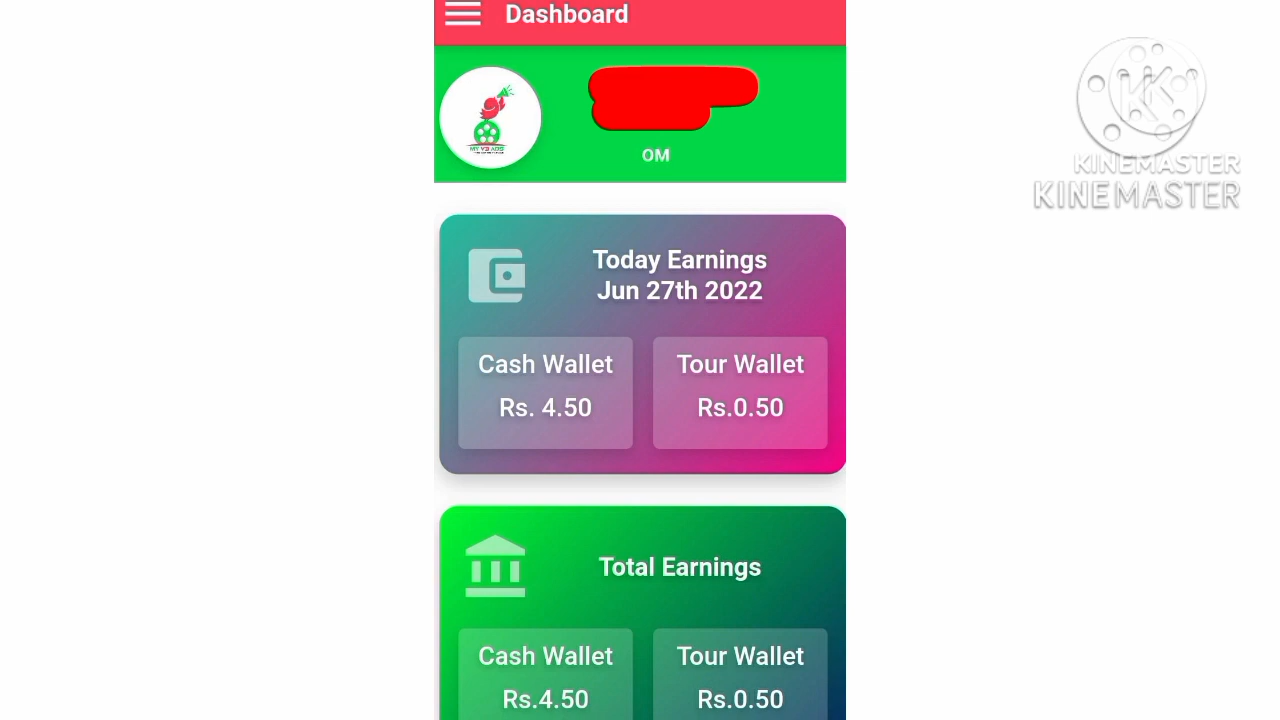 Dashboard
OM
Today Earnings
Jun 27th 2022
Cash Wallet
Rs. 4.50
Tour Wallet
Rs.0.50
Total Earnings
Cash Wallet
Rs.4.50
Tour Wallet
Rs.0.50
KINEMASTER
KINEMASTER